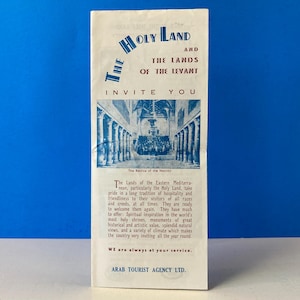 THE HOLY LAND
AND
THE LANDS
OF THE LEVANT
INVITE YOU
The Basilica of the Nativity
The Lands of the Eastern Mediterra-
nean, particularly the Holy Land, take
pride in a long tradition of hospitality and
friendliness to their visitors of all races
and creeds, at all times. They are ready
to welcome them again. They have much
to offer: Spiritual inspiration in the world's
most holy shrines, monuments of great
historical and artistic value, splendid natural
views, and a variety of climate which makes
the country very inviting all the year round.
WE are always at your service.
ARAB TOURIST AGENCY LTD.